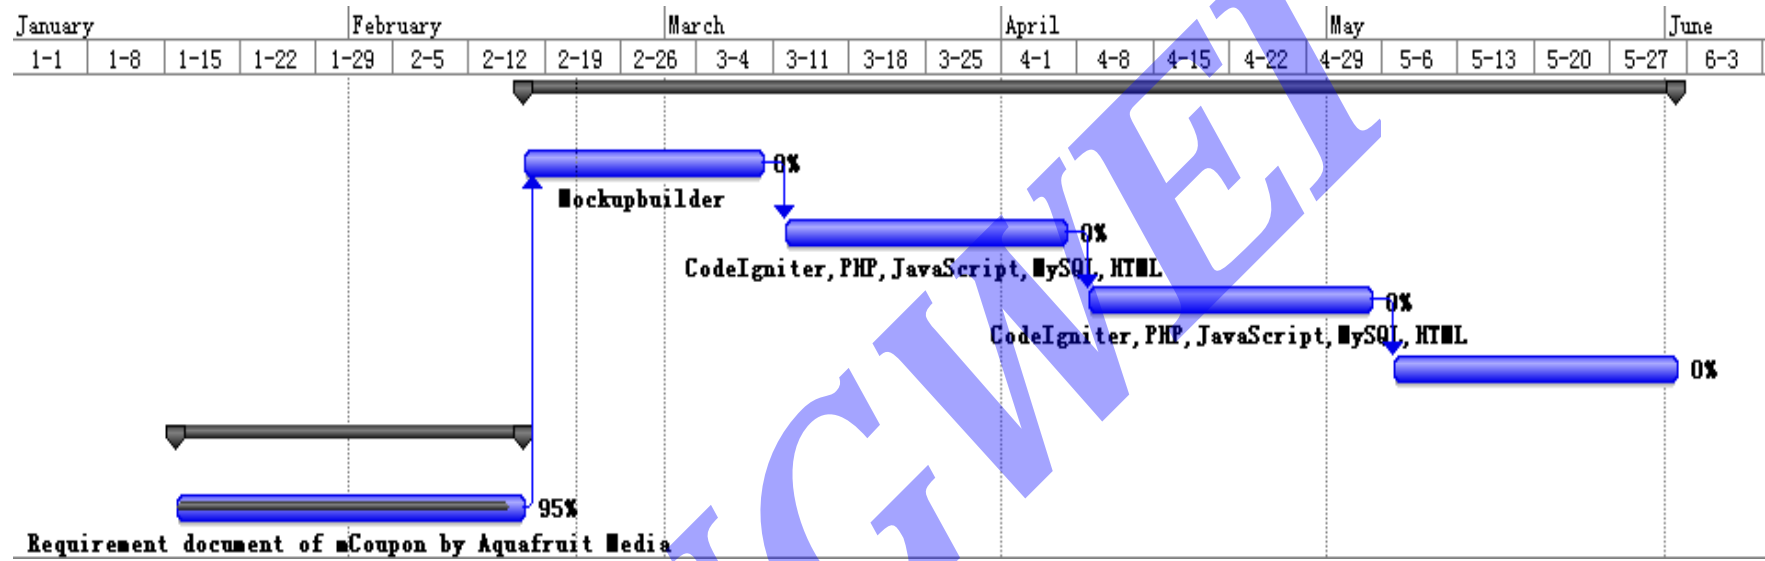 January February March April May June
1-1 1-8 1-15 1-22 1-29 2-5 2-12 2-19 2-26 3-4 3-11 3-18 3-25 4-1 4-8 4-15 4-22 4-29 5-6 5-13 5-20 5-27 6-3
0%
Mockupbuilder
0%
CodeIgniter, PHP, JavaScript, MySQL, HTML
0%
CodeIgniter, PHP, JavaScript, MySQL, HTML
0%
95%
Requirement document of mCoupon by Aquafruit Media